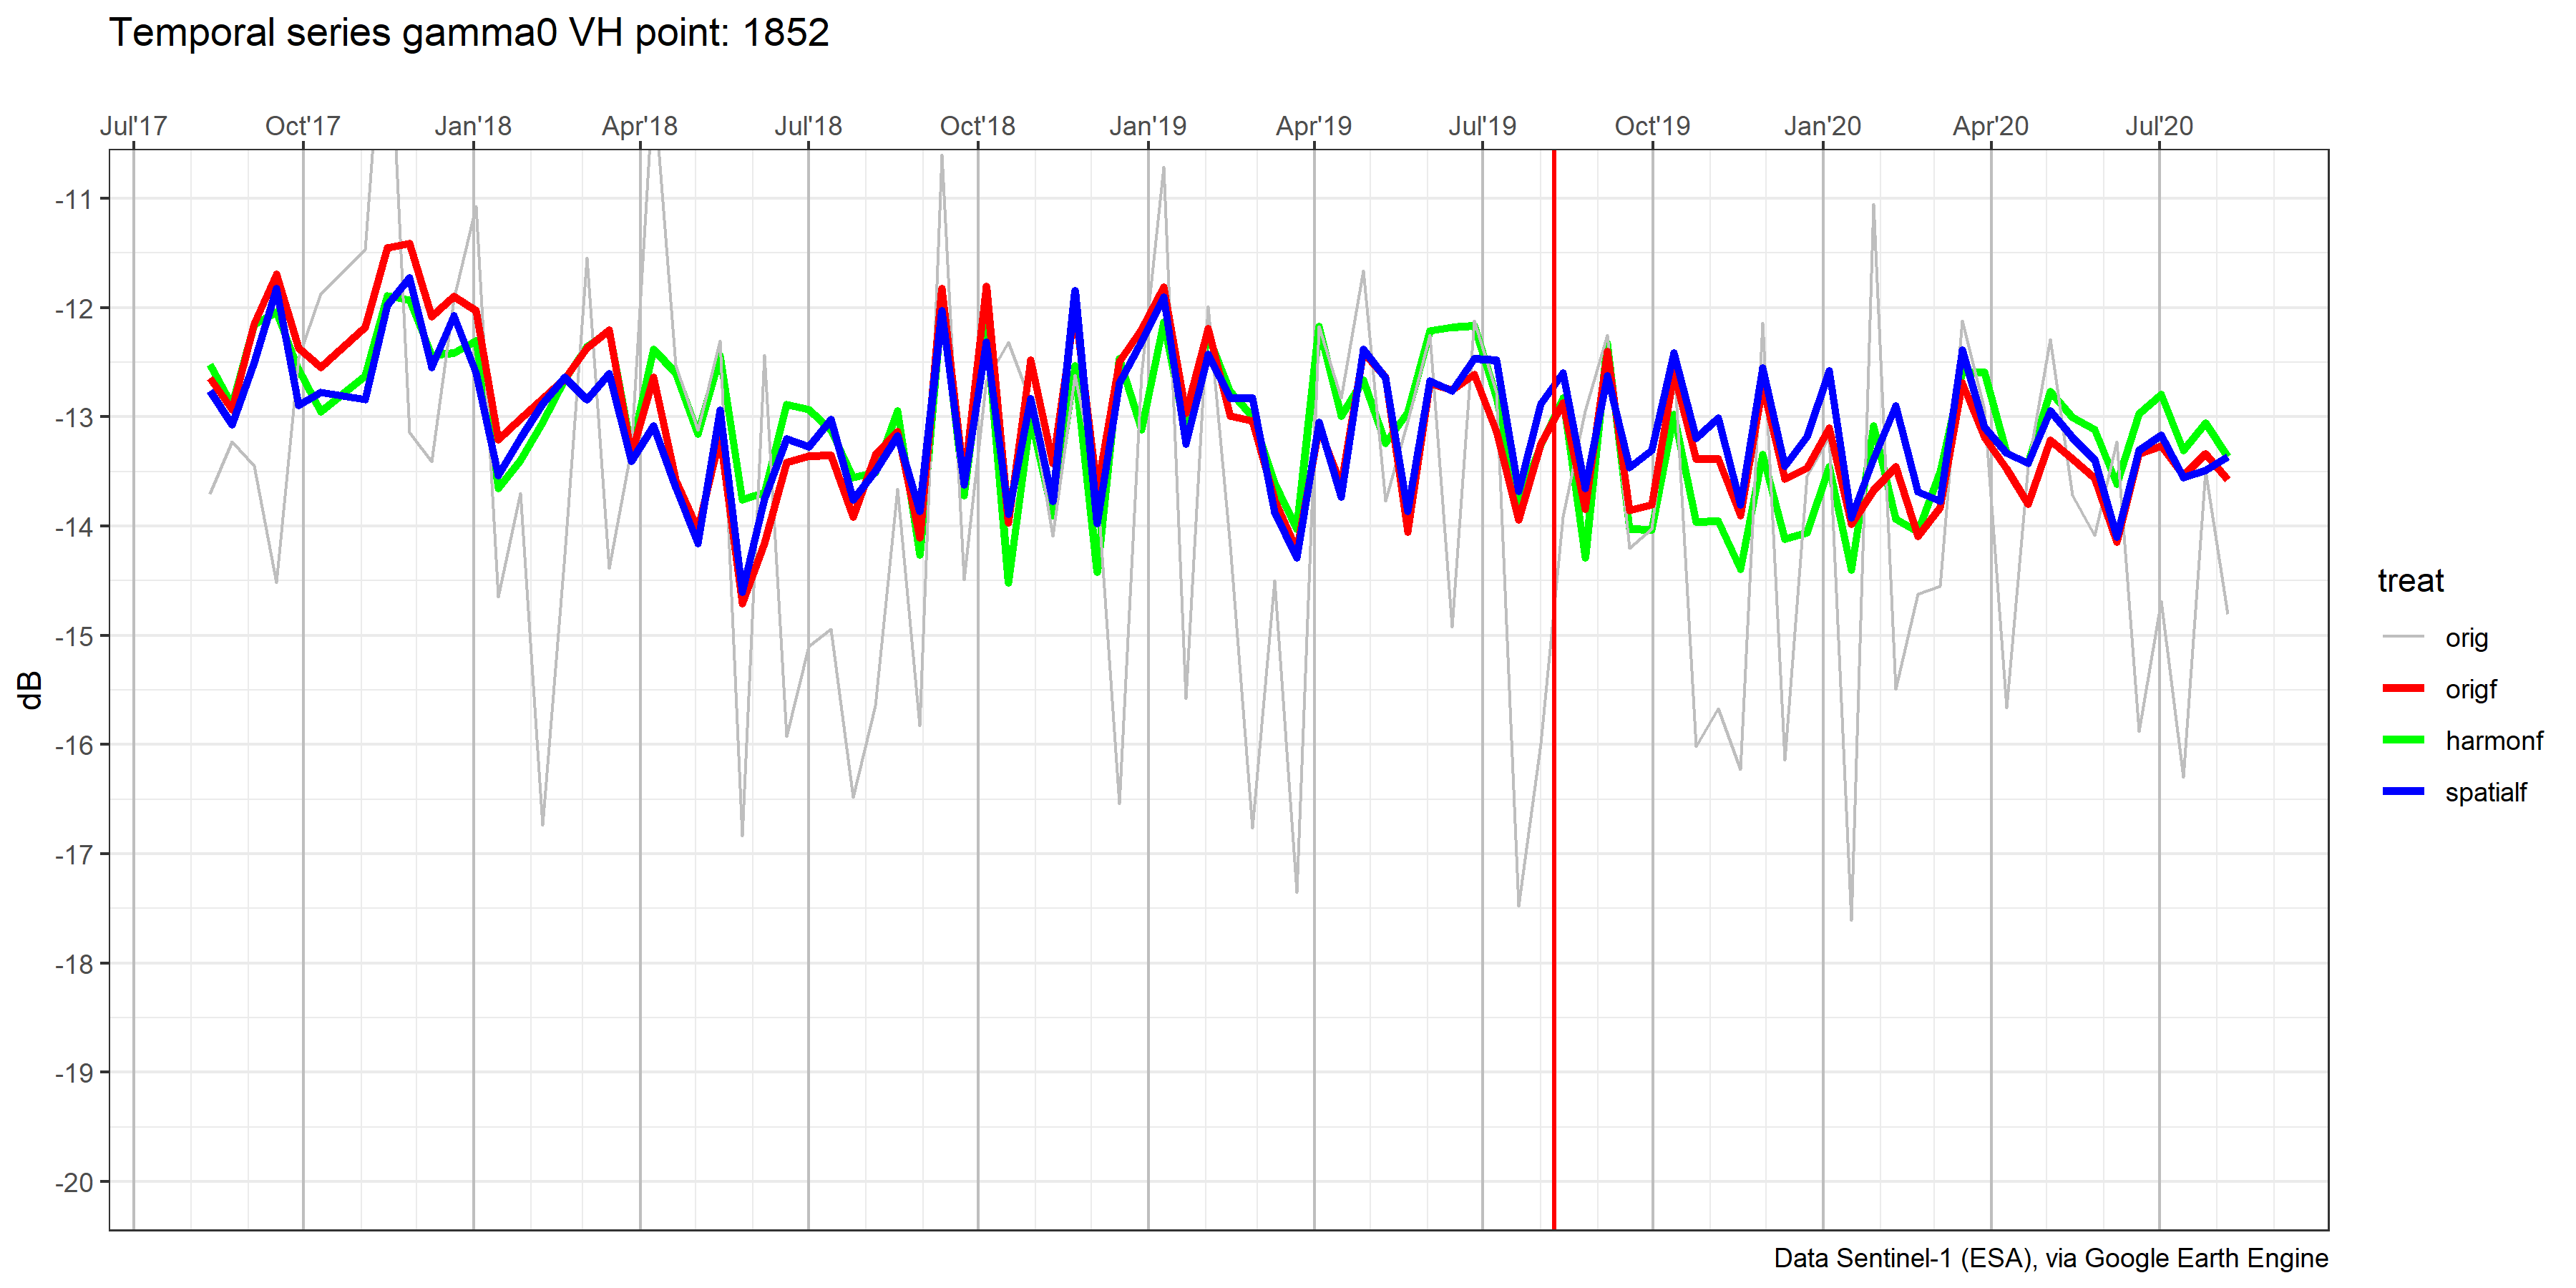 Temporal series gamma0 VH point: 1852
Jul'17 Oct'17 Jan'18 Apr'18 Jul'18 Oct'18 Jan'19 Apr'19 Jul'19 Oct'19 Jan'20 Apr'20 Jul'20
-11
-12
-13
-14
-15
-16
-17
-18
-19
-20
dB
treat
orig
origf
harmonf
spatialf
Data Sentinel-1 (ESA), via Google Earth Engine